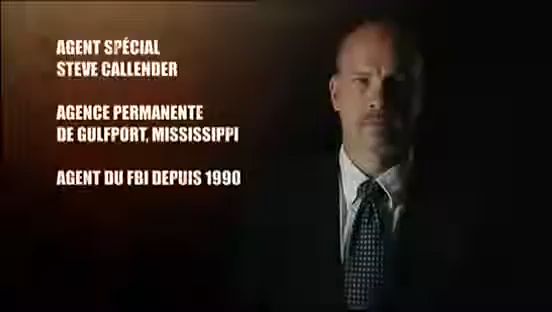 AGENT SPÉCIAL
STEVE CALLENDER
AGENCE PERMANENTE
DE GULFPORT, MISSISSIPPI
AGENT DU FBI DEPUIS 1990